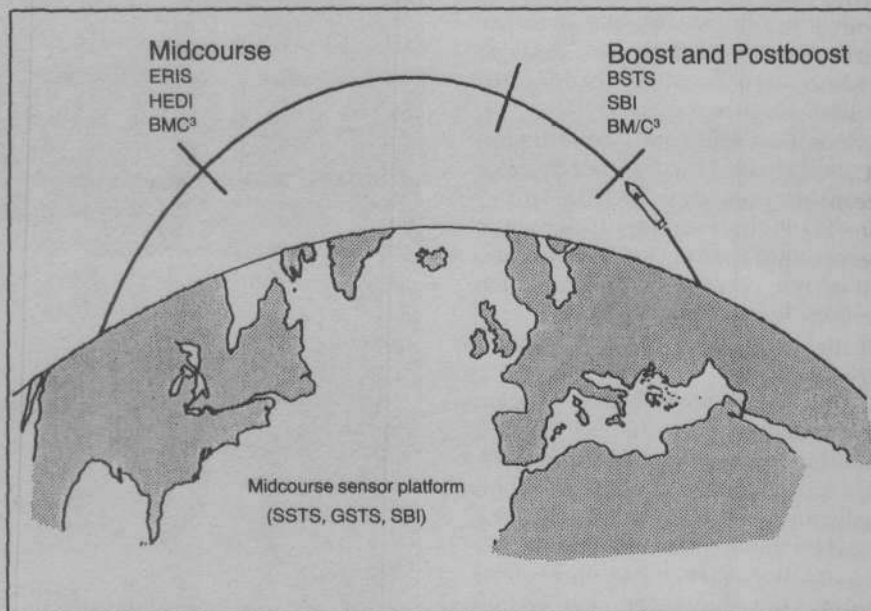 Midcourse
ERIS
HEDI
BMC³
Boost and Postboost
BSTS
SBI
BM/C³
Midcourse sensor platform
(SSTS, GSTS, SBI)